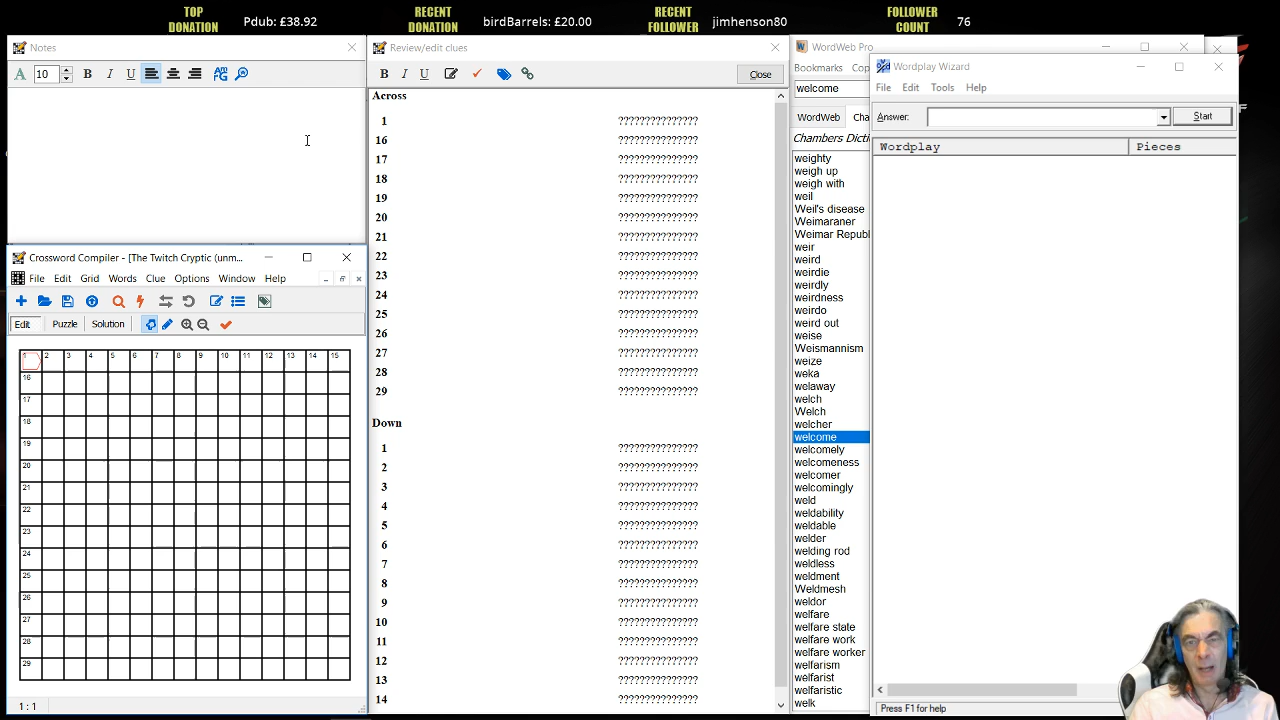 TOP DONATION Pdub: £38.92 RECENT DONATION birdBarrels: £20.00 RECENT FOLLOWER jimhenson80 FOLLOWER COUNT 76
Notes
10 B I U
Crossword Compiler - [The Twitch Cryptic (unm...
File Edit Grid Words Clue Options Window Help
Edit Puzzle Solution
1 2 3 4 5 6 7 8 9 10 11 12 13 14 15
16
17
18
19
20
21
22
23
24
25
26
27
28
29
1 : 1
Review/edit clues
B I U Close
Across
1 ???????????????
16 ???????????????
17 ???????????????
18 ???????????????
19 ???????????????
20 ???????????????
21 ???????????????
22 ???????????????
23 ???????????????
24 ???????????????
25 ???????????????
26 ???????????????
27 ???????????????
28 ???????????????
29 ???????????????
Down
1 ???????????????
2 ???????????????
3 ???????????????
4 ???????????????
5 ???????????????
6 ???????????????
7 ???????????????
8 ???????????????
9 ???????????????
10 ???????????????
11 ???????????????
12 ???????????????
13 ???????????????
14 ???????????????
WordWeb Pro
Bookmarks Cop
welcome
WordWeb Cha
Chambers Dicti
weighty
weigh up
weigh with
weil
Weil's disease
Weimaraner
Weimar Republ
weir
weird
weirdie
weirdly
weirdness
weirdo
weird out
weise
Weismannism
weize
weka
welaway
welch
Welch
welcher
welcome
welcomely
welcomeness
welcomer
welcomingly
weld
weldability
weldable
welder
welding rod
weldless
weldment
Weldmesh
weldor
welfare
welfare state
welfare work
welfare worker
welfarism
welfarist
welfaristic
welk
Wordplay Wizard
File Edit Tools Help
Answer: Start
Wordplay Pieces
Press F1 for help